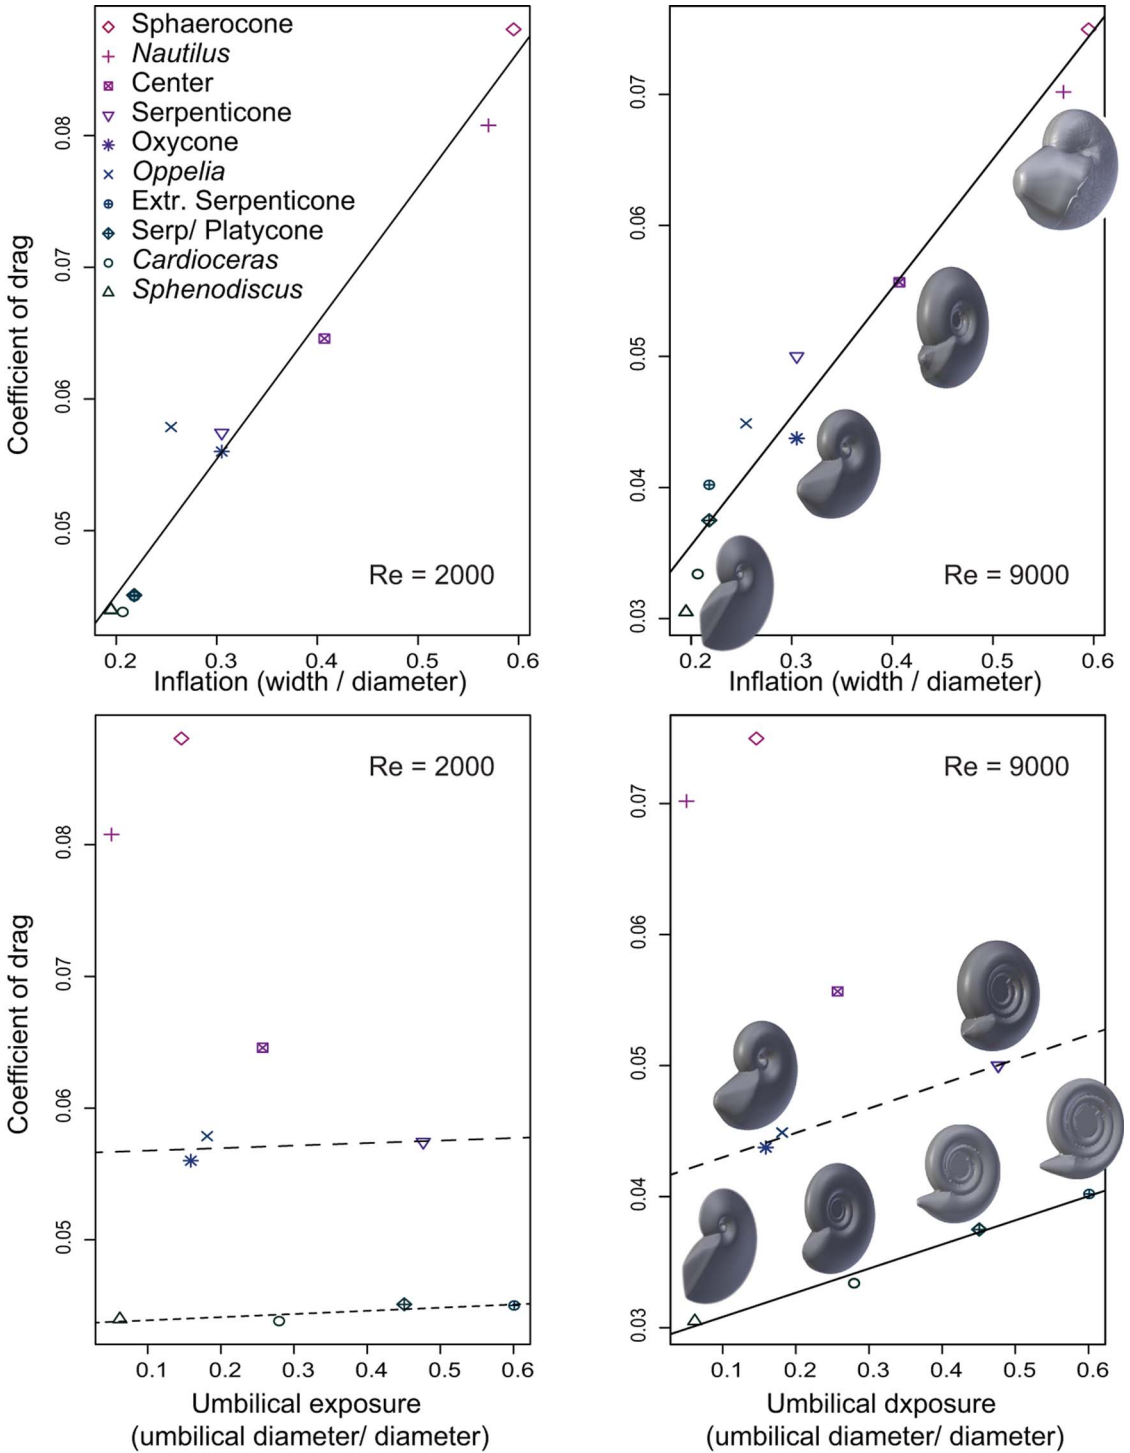 Sphaerocone
Nautilus
Center
Serpenticone
Oxycone
Oppelia
Extr. Serpenticone
Serp/ Platycone
Cardioceras
Sphenodiscus
Coefficient of drag
0.08
0.07
0.06
0.05
Re = 2000
0.2 0.3 0.4 0.5 0.6
Inflation (width / diameter)
0.07
0.06
0.05
0.04
0.03
Re = 9000
0.2 0.3 0.4 0.5 0.6
Inflation (width / diameter)
Coefficient of drag
Re = 2000
0.08
0.07
0.06
0.05
0.1 0.2 0.3 0.4 0.5 0.6
Umbilical exposure
(umbilical diameter/ diameter)
Re = 9000
0.07
0.06
0.05
0.04
0.03
0.1 0.2 0.3 0.4 0.5 0.6
Umbilical dxposure
(umbilical diameter/ diameter)